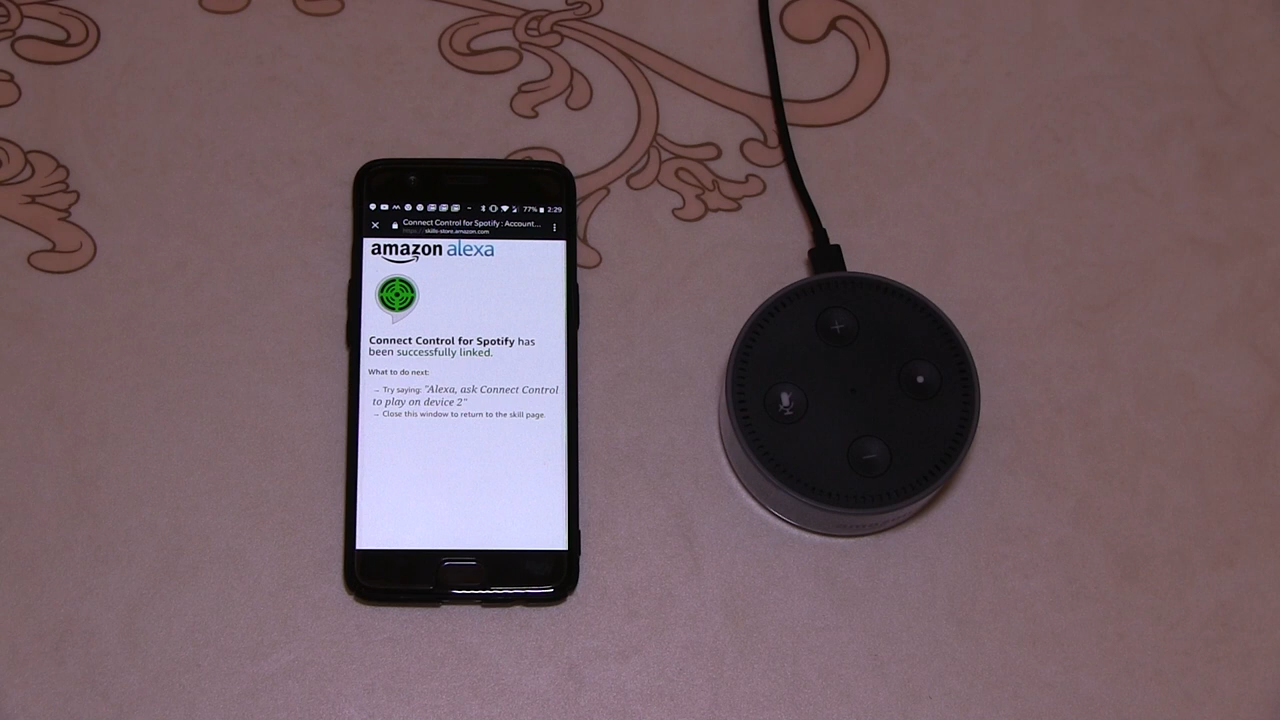 77% 2:29
Connect Control for Spotify : Account...
https://skills-store.amazon.com
amazon alexa
Connect Control for Spotify has
been successfully linked.
What to do next:
– Try saying: "Alexa, ask Connect Control
to play on device 2"
– Close this window to return to the skill page.